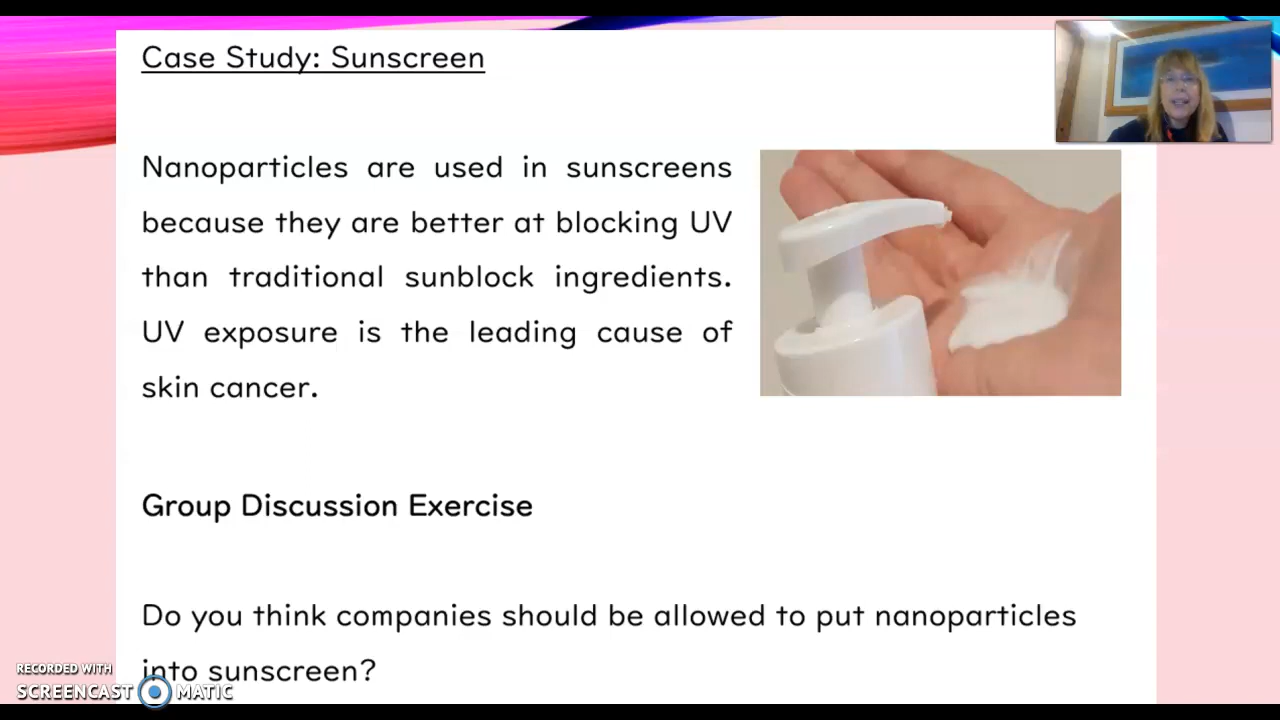 Case Study: Sunscreen
Nanoparticles are used in sunscreens
because they are better at blocking UV
than traditional sunblock ingredients.
UV exposure is the leading cause of
skin cancer.
Group Discussion Exercise
Do you think companies should be allowed to put nanoparticles
into sunscreen?
RECORDED WITH
SCREENCAST MATIC